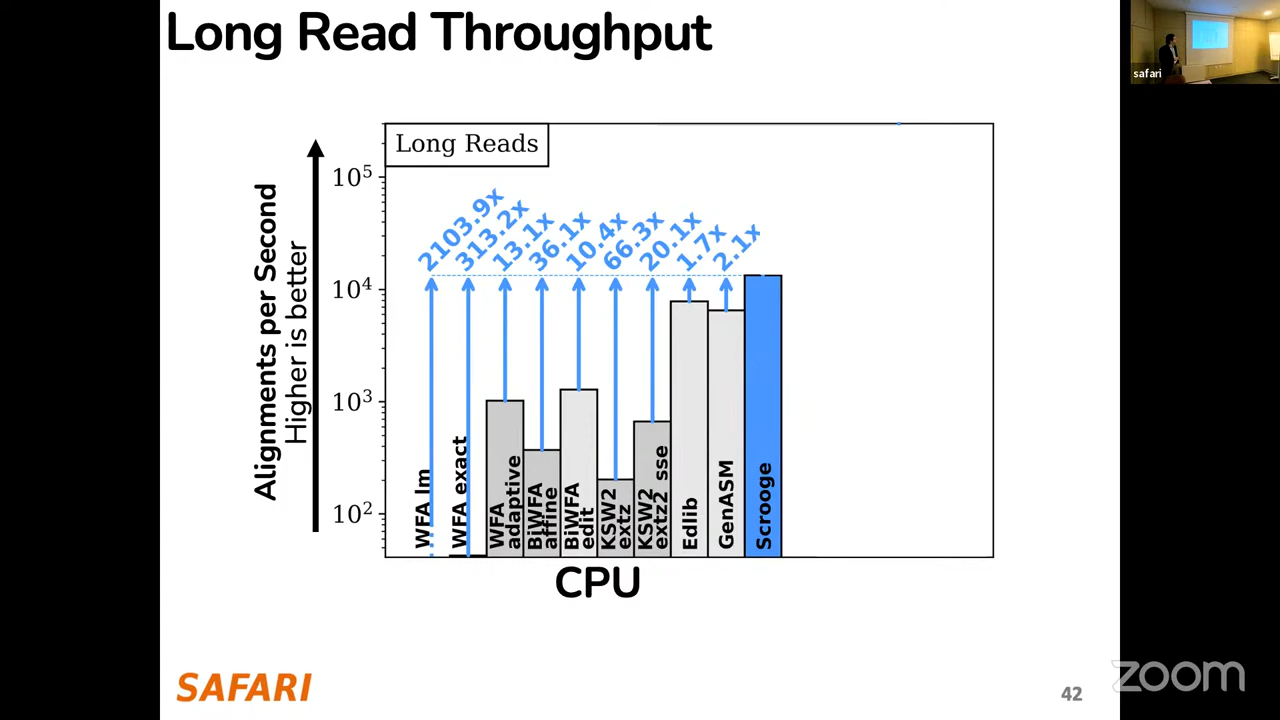 Long Read Throughput
safari
Long Reads
Alignments per Second
Higher is better
10^5
10^4
10^3
10^2
2103.9x
313.2x
13.1x
36.1x
10.4x
66.3x
20.1x
1.7x
2.1x
WFA lm
WFA exact
WFA
adaptive
BiWFA
affine
BiWFA
edit
KSW2
extz
KSW2
extz2_sse
Edlib
GenASM
Scrooge
CPU
SAFARI
42
zoom